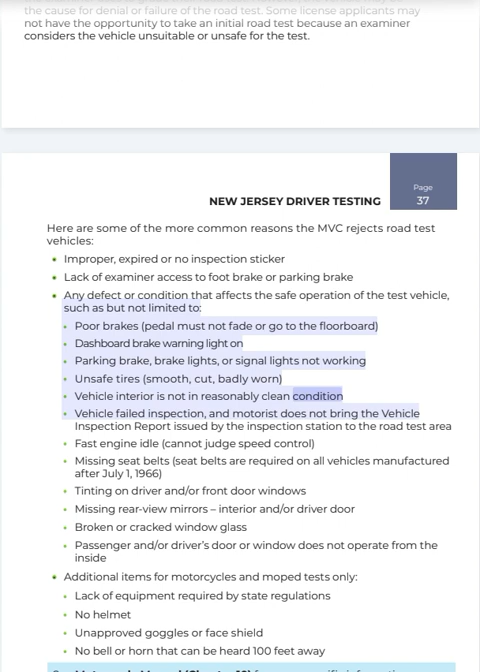 the cause for denial or failure of the road test. Some license applicants may
not have the opportunity to take an initial road test because an examiner
considers the vehicle unsuitable or unsafe for the test.
Page
37
NEW JERSEY DRIVER TESTING
Here are some of the more common reasons the MVC rejects road test
vehicles:
• Improper, expired or no inspection sticker
• Lack of examiner access to foot brake or parking brake
• Any defect or condition that affects the safe operation of the test vehicle,
such as but not limited to:
• Poor brakes (pedal must not fade or go to the floorboard)
• Dashboard brake warning light on
• Parking brake, brake lights, or signal lights not working
• Unsafe tires (smooth, cut, badly worn)
• Vehicle interior is not in reasonably clean condition
• Vehicle failed inspection, and motorist does not bring the Vehicle
Inspection Report issued by the inspection station to the road test area
• Fast engine idle (cannot judge speed control)
• Missing seat belts (seat belts are required on all vehicles manufactured
after July 1, 1966)
• Tinting on driver and/or front door windows
• Missing rear-view mirrors – interior and/or driver door
• Broken or cracked window glass
• Passenger and/or driver's door or window does not operate from the
inside
• Additional items for motorcycles and moped tests only:
• Lack of equipment required by state regulations
• No helmet
• Unapproved goggles or face shield
• No bell or horn that can be heard 100 feet away